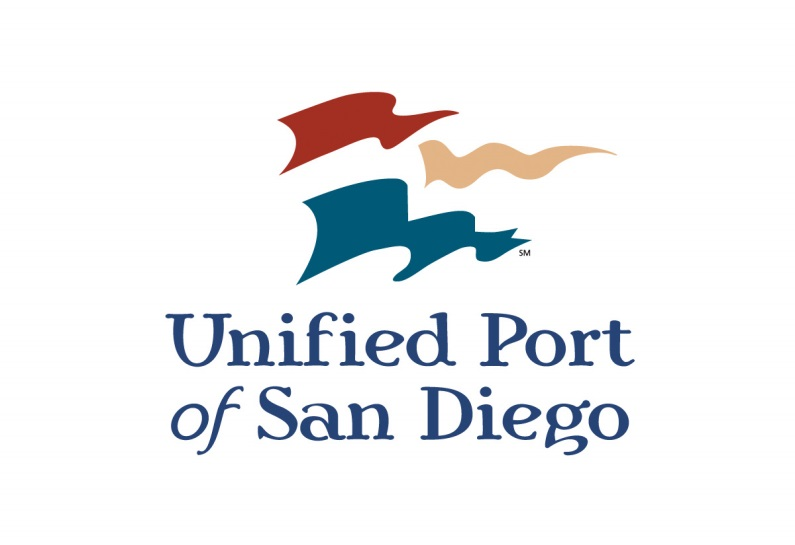 SM
Unified Port
of San Diego